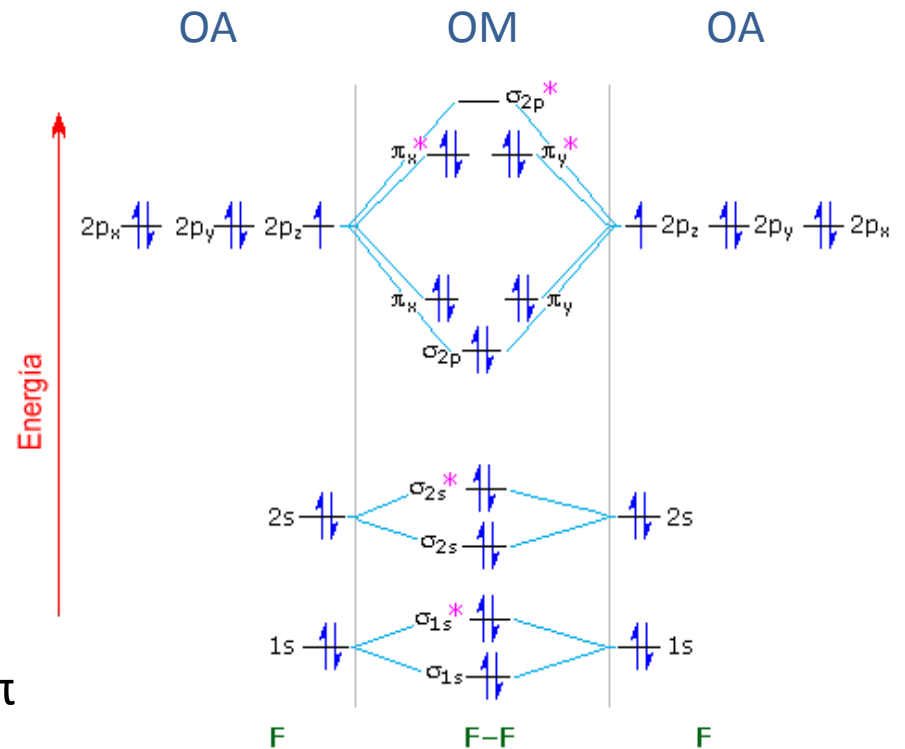 OA OM OA
σ2p*
πx* πy*
2px 2py 2pz 2pz 2py 2px
πx πy
σ2p
Energía
σ2s*
2s 2s
σ2s
σ1s*
1s 1s
σ1s
π
F F–F F